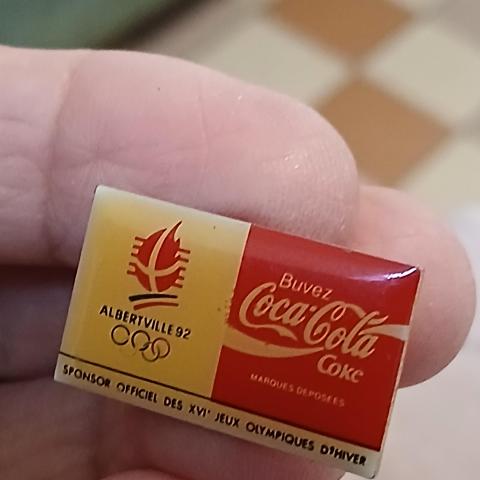 ALBERTVILLE 92
Buvez
Coca-Cola
Coke
MARQUES DEPOSEES
SPONSOR OFFICIEL DES XVIᵉ JEUX OLYMPIQUES D'HIVER